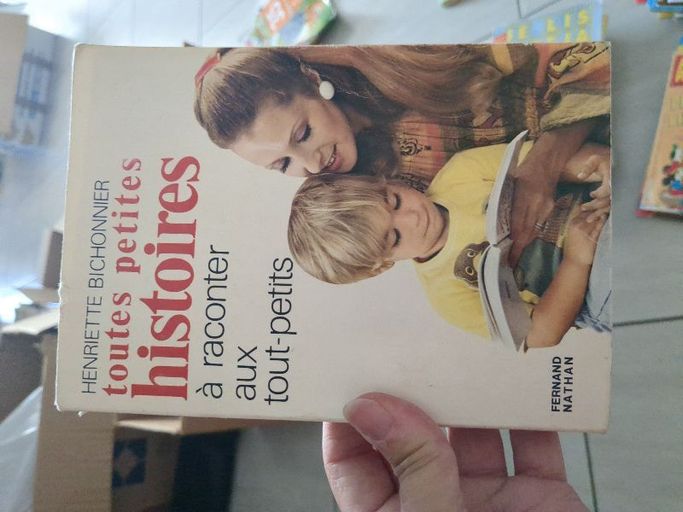 HENRIETTE BICHONNIER
toutes petites
histoires
à raconter
aux
tout-petits
FERNAND
NATHAN